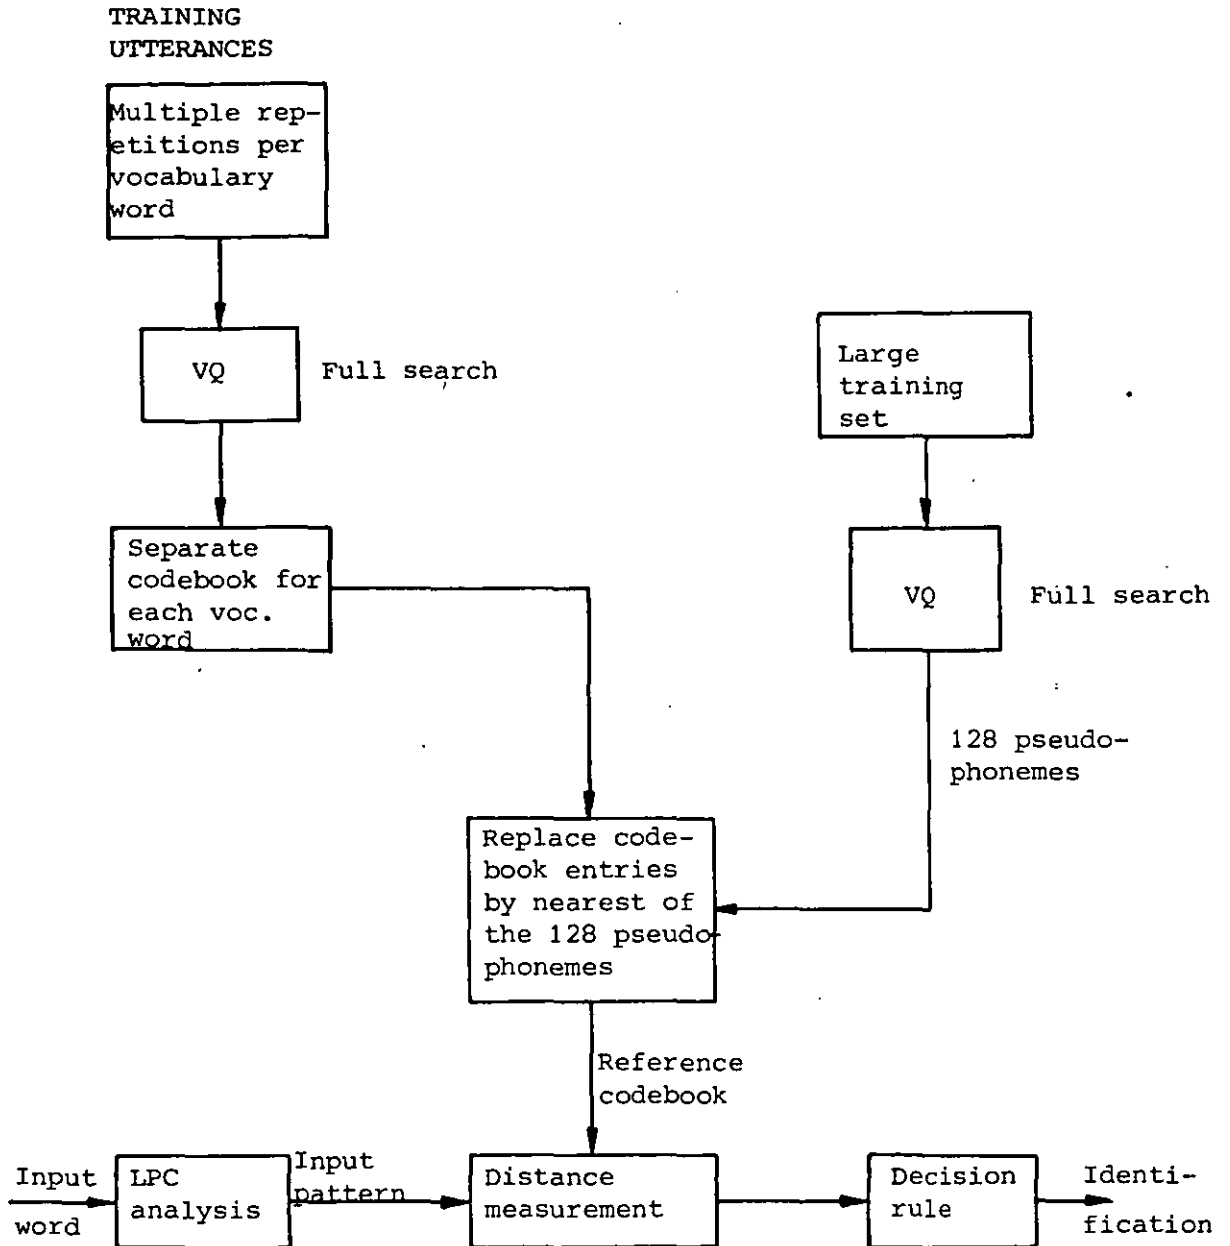 TRAINING
UTTERANCES
Multiple rep-
etitions per
vocabulary
word
VQ
Full search
Separate
codebook for
each voc.
word
Large
training
set
VQ
Full search
128 pseudo-
phonemes
Replace code-
book entries
by nearest of
the 128 pseudo-
phonemes
Reference
codebook
Input
word
LPC
analysis
Input
pattern
Distance
measurement
Decision
rule
Identi-
fication